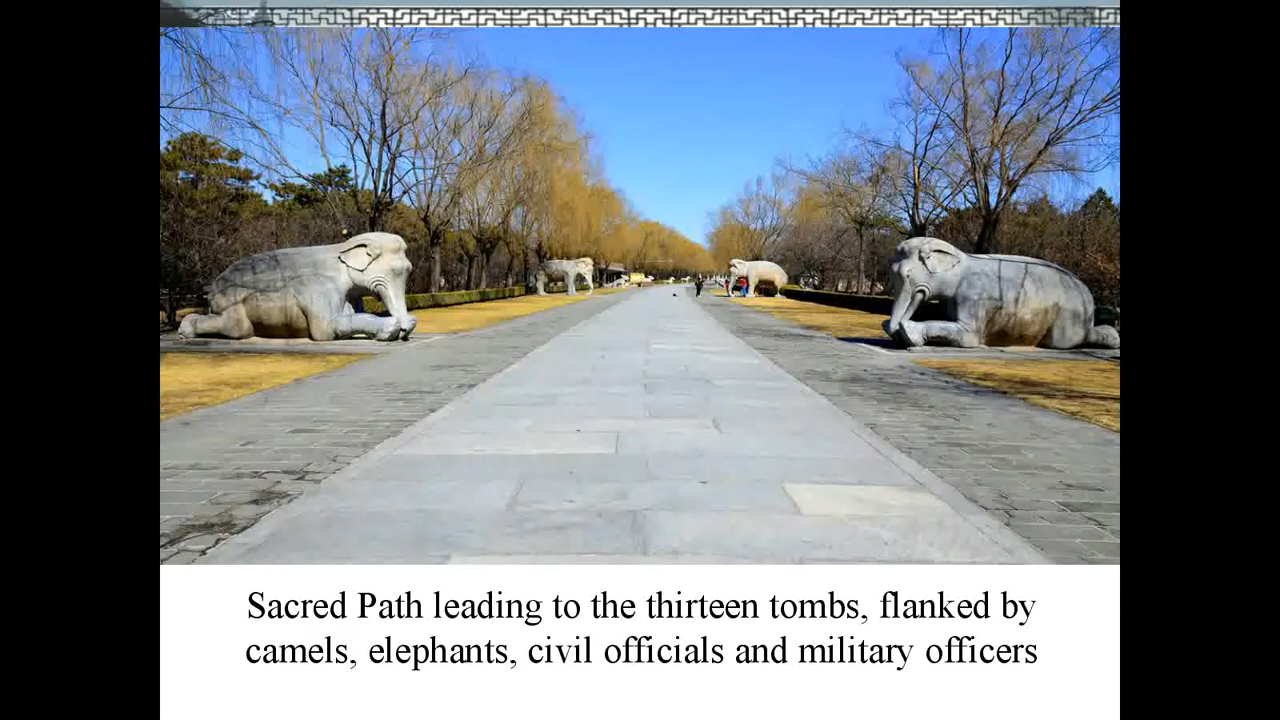 Sacred Path leading to the thirteen tombs, flanked by
camels, elephants, civil officials and military officers